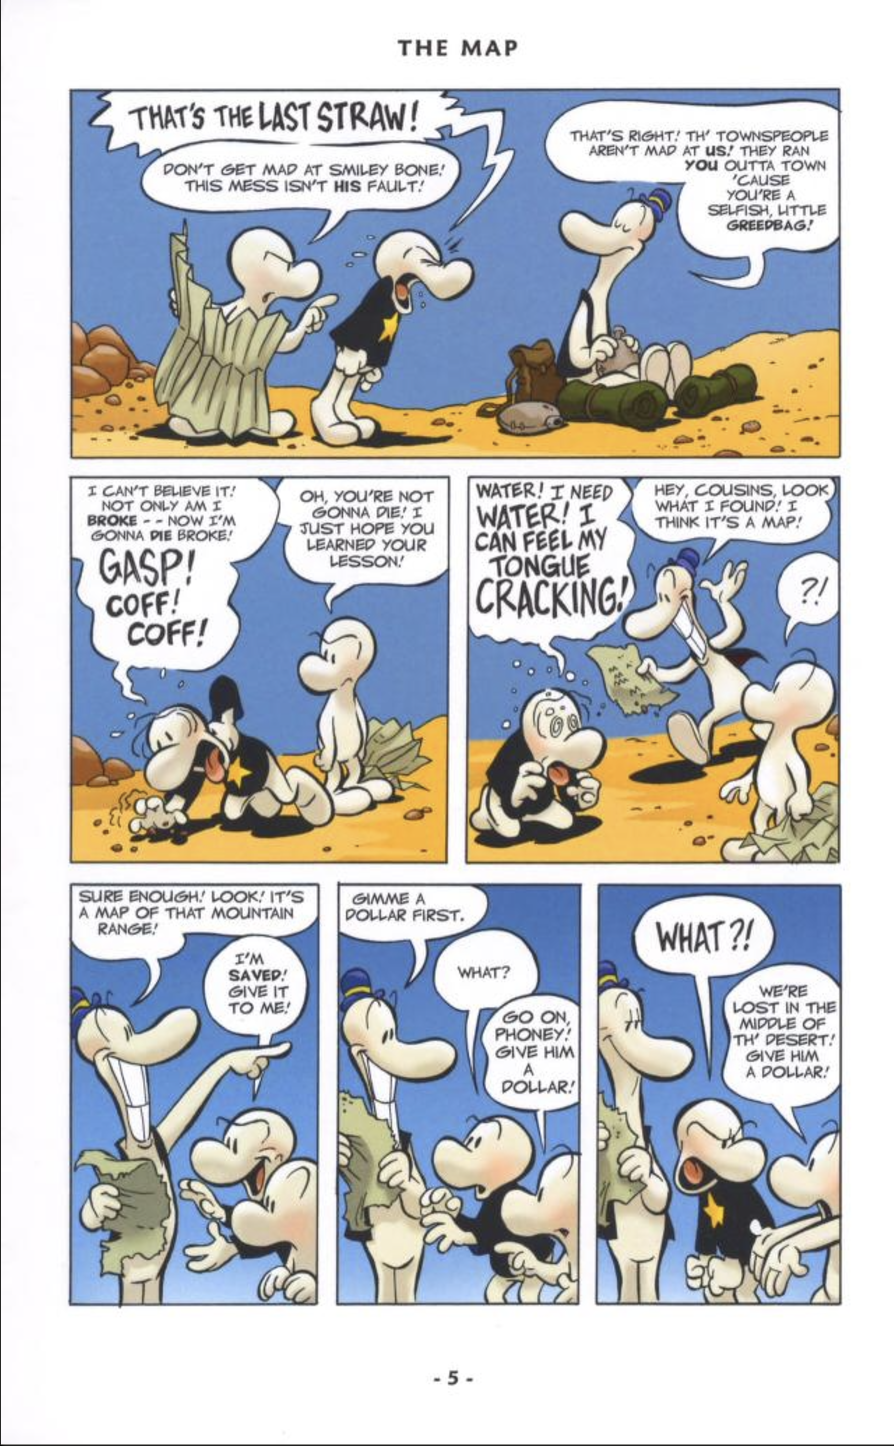 THE MAP
THAT'S THE LAST STRAW!
DON'T GET MAD AT SMILEY BONE!
THIS MESS ISN'T HIS FAULT!
THAT'S RIGHT! TH' TOWNSPEOPLE
AREN'T MAD AT US! THEY RAN
YOU OUTTA TOWN
'CAUSE
YOU'RE A
SELFISH, LITTLE
GREEDBAG!
I CAN'T BELIEVE IT!
NOT ONLY AM I
BROKE -- NOW I'M
GONNA DIE BROKE!
GASP!
COFF!
COFF!
OH, YOU'RE NOT
GONNA DIE! I
JUST HOPE YOU
LEARNED YOUR
LESSON!
WATER! I NEED
WATER! I
CAN FEEL MY
TONGUE
CRACKING!
HEY, COUSINS, LOOK
WHAT I FOUND! I
THINK IT'S A MAP!
?!
SURE ENOUGH! LOOK! IT'S
A MAP OF THAT MOUNTAIN
RANGE!
I'M
SAVED!
GIVE IT
TO ME!
GIMME A
DOLLAR FIRST.
WHAT?
GO ON,
PHONEY!
GIVE HIM
A
DOLLAR!
WHAT?!
WE'RE
LOST IN THE
MIDDLE OF
TH' DESERT!
GIVE HIM
A DOLLAR!
- 5 -